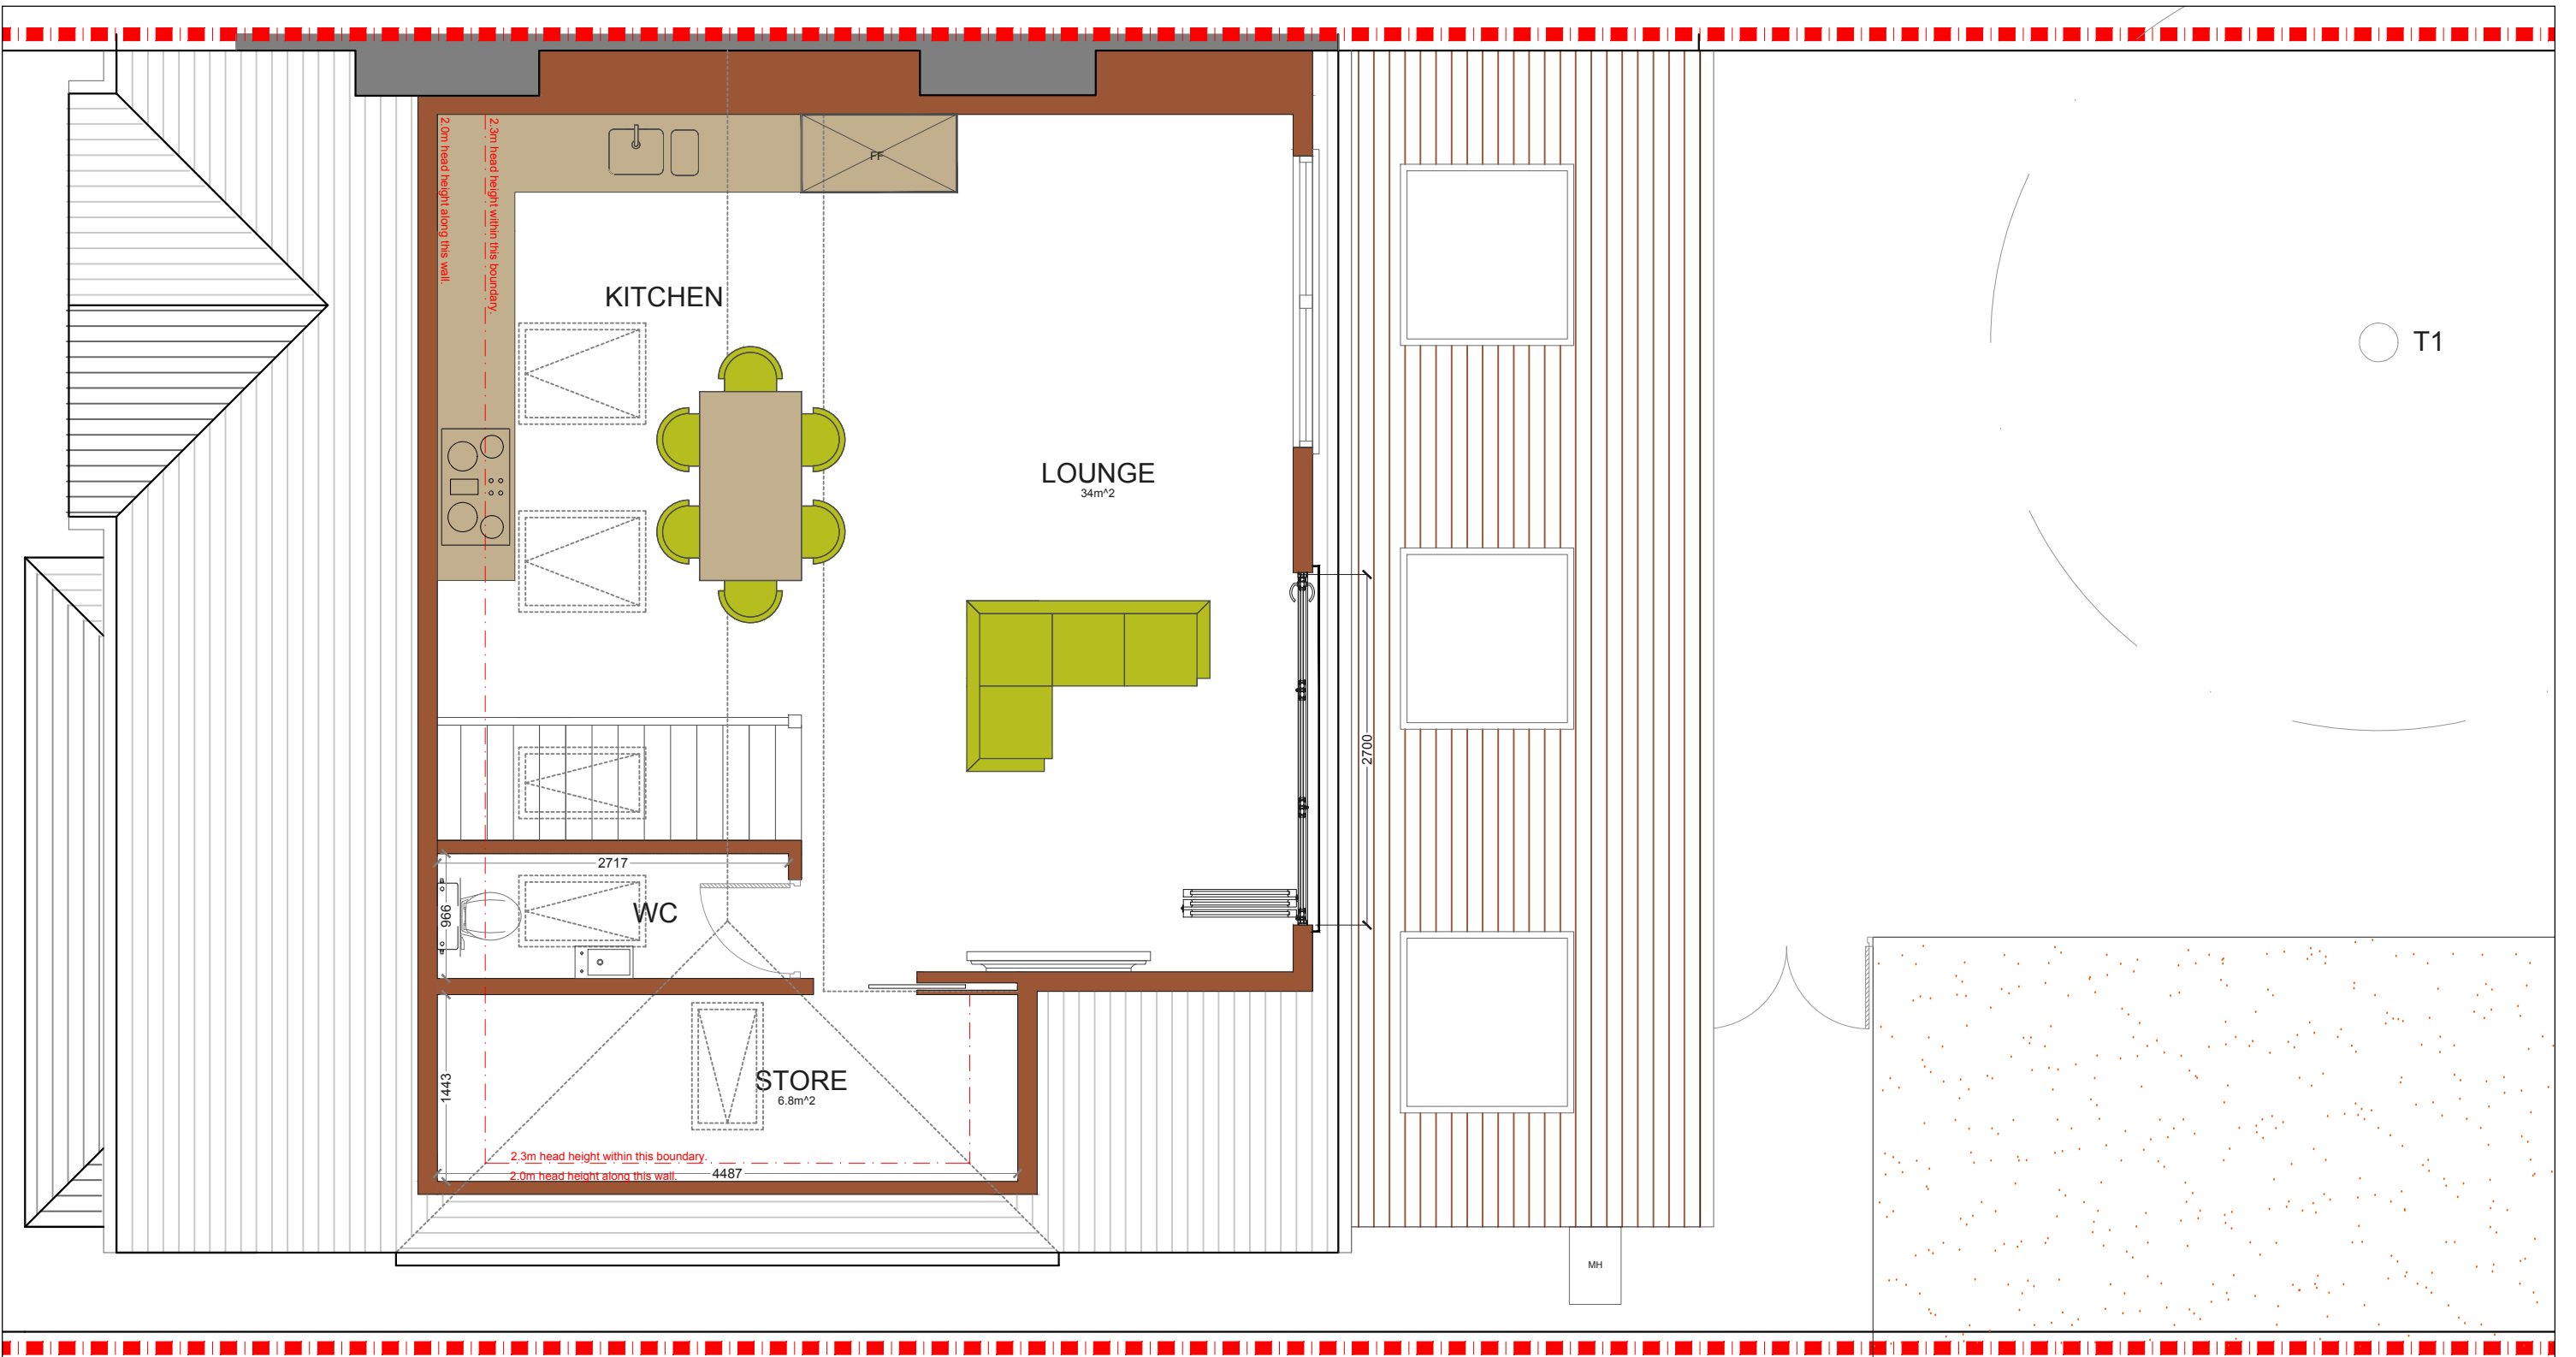 2.0m head height along this wall.
2.3m head height within this boundary.
FF
KITCHEN
T1
LOUNGE
34m^2
2700
2717
966
WC
1443
STORE
6.8m^2
2.3m head height within this boundary.
2.0m head height along this wall.
4487
MH